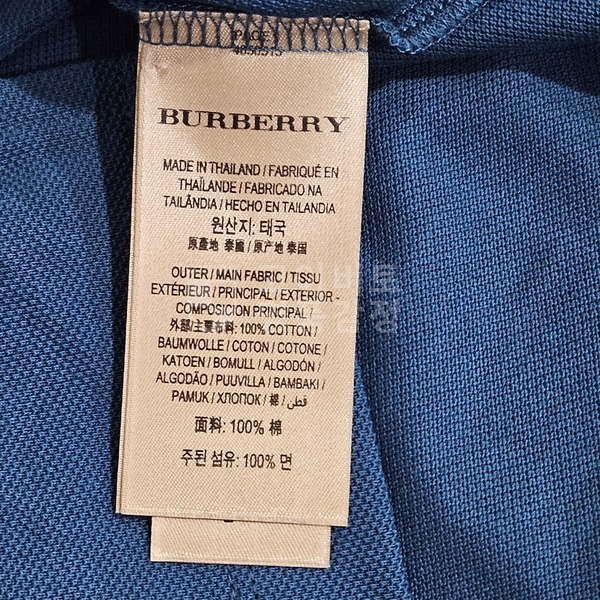 4050515
BURBERRY
MADE IN THAILAND / FABRIQUÉ EN
THAÏLANDE / FABRICADO NA
TAILÂNDIA / HECHO EN TAILANDIA
원산지: 태국
原產地 泰國 / 原产地 泰国
OUTER / MAIN FABRIC / TISSU
EXTÉRIEUR / PRINCIPAL / EXTERIOR -
COMPOSICION PRINCIPAL /
外部/主要布料: 100% COTTON /
BAUMWOLLE / COTON / COTONE /
KATOEN / BOMULL / ALGODÓN /
ALGODÃO / PUUVILLA / BAMBAKI /
PAMUK / ХЛОПОК / 棉 / قطن /
面料: 100% 棉
주된 섬유: 100% 면